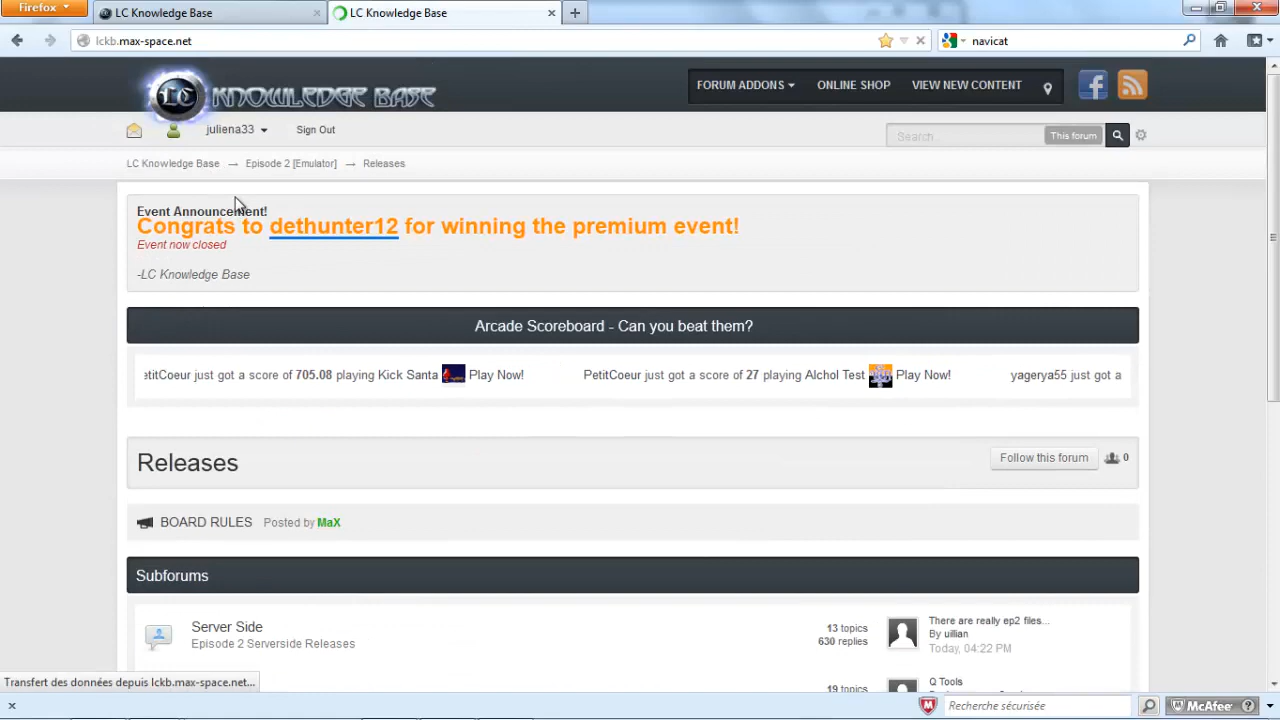 Firefox
LC Knowledge Base
LC Knowledge Base
lckb.max-space.net
navicat
LC KNOWLEDGE BASE
FORUM ADDONS
ONLINE SHOP
VIEW NEW CONTENT
juliena33
Sign Out
Search...
This forum
LC Knowledge Base → Episode 2 [Emulator] → Releases
Event Announcement!
Congrats to dethunter12 for winning the premium event!
Event now closed
-LC Knowledge Base
Arcade Scoreboard - Can you beat them?
etitCoeur just got a score of 705.08 playing Kick Santa Play Now!
PetitCoeur just got a score of 27 playing Alchol Test Play Now!
yagerya55 just got a
Releases
Follow this forum
0
BOARD RULES Posted by MaX
Subforums
Server Side
Episode 2 Serverside Releases
13 topics
630 replies
There are really ep2 files...
By uillian
Today, 04:22 PM
19 topics
Q Tools
Transfert des données depuis lckb.max-space.net...
x
Recherche sécurisée
McAfee